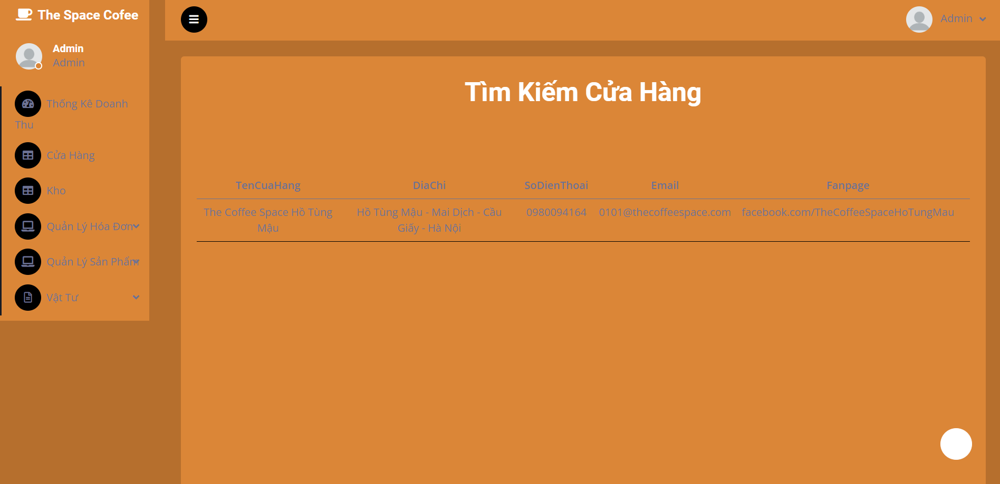 The Space Cofee
Admin
Admin
Admin
Thống Kê Doanh
Thu
Cửa Hàng
Kho
Quản Lý Hóa Đơn
Quản Lý Sản Phẩm
Vật Tư
Tìm Kiếm Cửa Hàng
TenCuaHang DiaChi SoDienThoai Email Fanpage
The Coffee Space Hồ Tùng Hồ Tùng Mậu - Mai Dịch - Cầu 0980094164 0101@thecoffeespace.com facebook.com/TheCoffeeSpaceHoTungMau
Mậu Giấy - Hà Nội